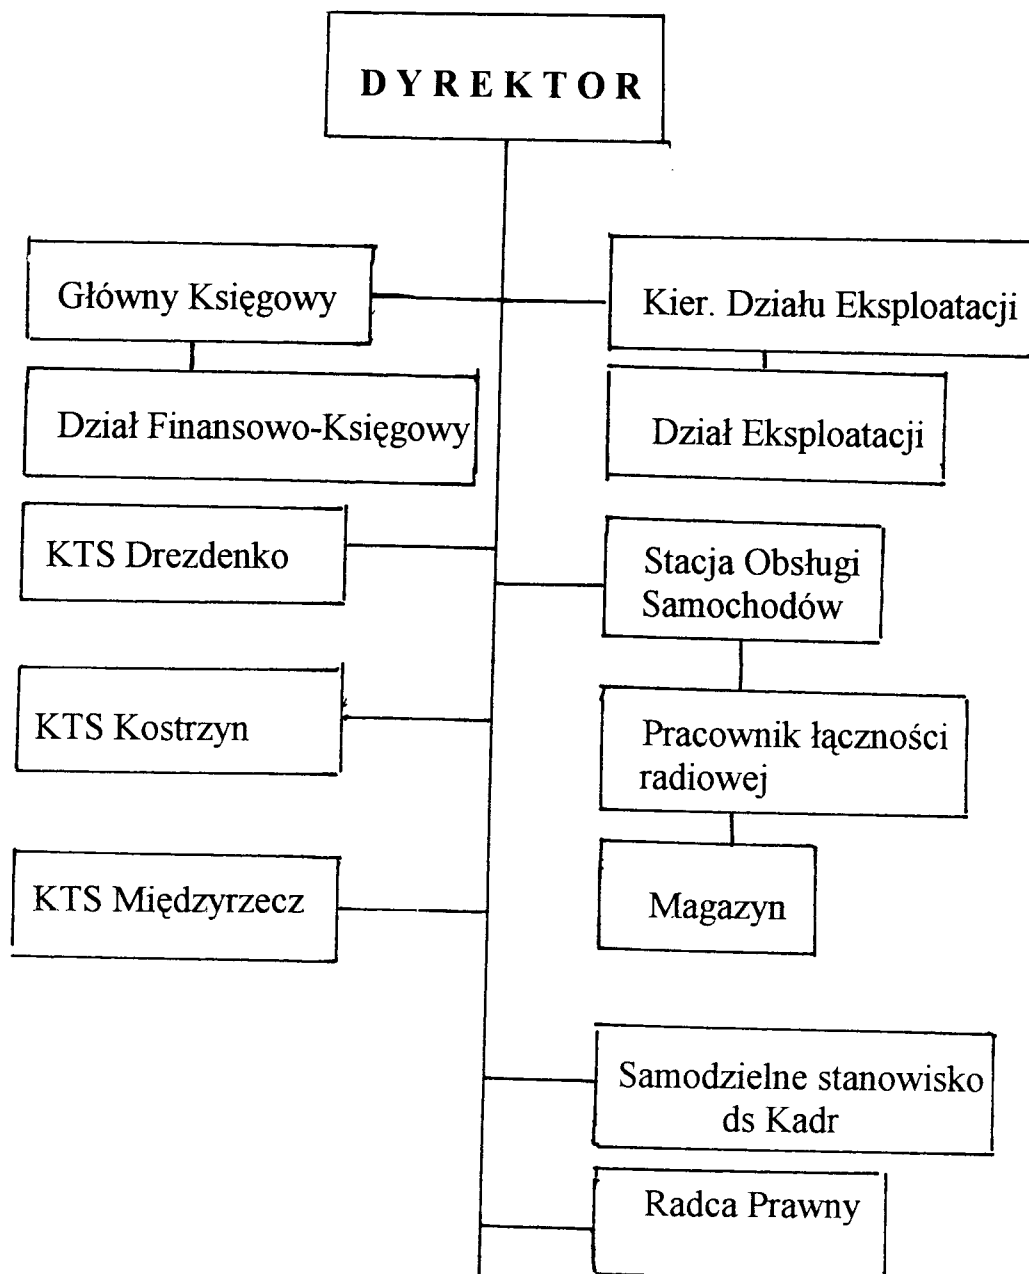 DYREKTOR
Główny Księgowy
Kier. Działu Eksploatacji
Dział Finansowo-Księgowy
Dział Eksploatacji
KTS Drezdenko
Stacja Obsługi
Samochodów
KTS Kostrzyn
Pracownik łączności
radiowej
KTS Międzyrzecz
Magazyn
Samodzielne stanowisko
ds Kadr
Radca Prawny